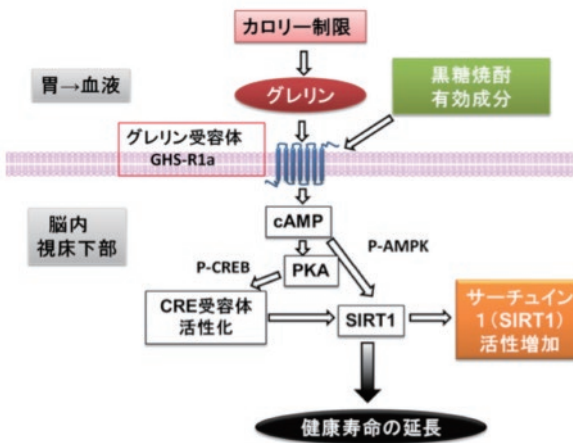 カロリー制限
胃→血液
グレリン
黒糖焼酎
有効成分
グレリン受容体
GHS-R1a
脳内
視床下部
cAMP
P-AMPK
P-CREB
PKA
CRE受容体
活性化
SIRT1
サーチュイン
1(SIRT1)
活性増加
健康寿命の延長